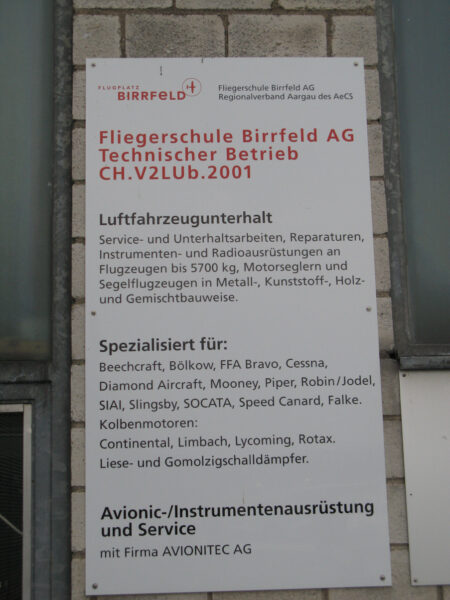 FLUGPLATZ
BIRRFELD
Fliegerschule Birrfeld AG
Regionalverband Aargau des AeCS
Fliegerschule Birrfeld AG
Technischer Betrieb
CH.V2LUb.2001
Luftfahrzeugunterhalt
Service- und Unterhaltsarbeiten, Reparaturen,
Instrumenten- und Radioausrüstungen an
Flugzeugen bis 5700 kg, Motorseglern und
Segelflugzeugen in Metall-, Kunststoff-, Holz-
und Gemischtbauweise.
Spezialisiert für:
Beechcraft, Bölkow, FFA Bravo, Cessna,
Diamond Aircraft, Mooney, Piper, Robin/Jodel,
SIAI, Slingsby, SOCATA, Speed Canard, Falke.
Kolbenmotoren:
Continental, Limbach, Lycoming, Rotax.
Liese- und Gomolzigschalldämpfer.
Avionic-/Instrumentenausrüstung
und Service
mit Firma AVIONITEC AG